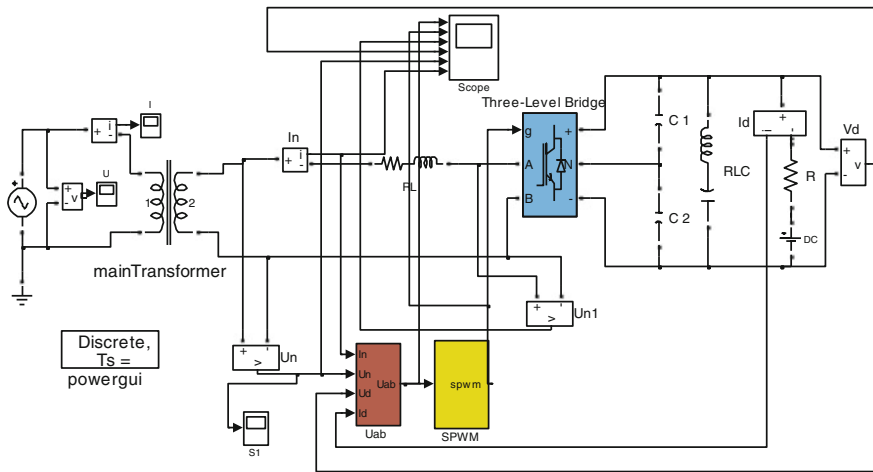 Scope
Three-Level Bridge
I
i
+
-
In
i
+
-
g
+
A
N
B
-
C 1
Id
+
i
-
Vd
+
v
-
U
+
v
-
+
1
2
RL
RLC
R
C 2
DC
mainTransformer
+
-
v
Un1
Discrete,
Ts =
powergui
+
-
v
Un
In
Un
Ud
Id
Uab
spwm
S1
Uab
SPWM